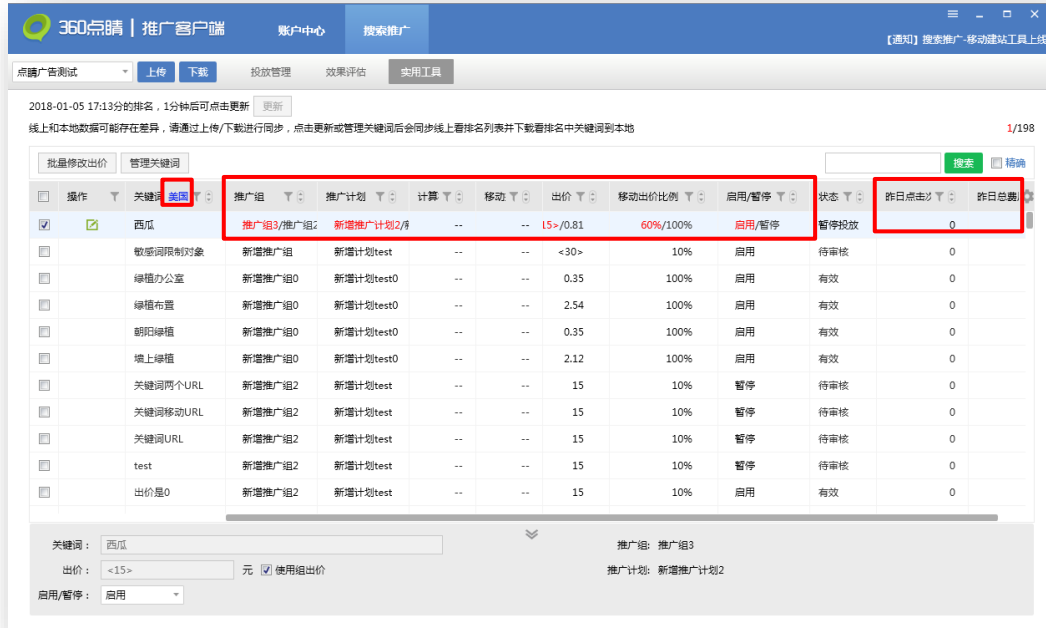 360点睛 | 推广客户端 账户中心 搜索推广
【通知】搜索推广-移动建站工具上线
点睛广告测试 上传 下载 投放管理 效果评估 实用工具
2018-01-05 17:13分的排名，1分钟后可点击更新 更新
线上和本地数据可能存在差异，请通过上传/下载进行同步，点击更新或管理关键词后会同步线上看排名列表并下载看排名中关键词到本地 1/198
批量修改出价 管理关键词 搜索 精确
操作 关键词 美国 推广组 推广计划 计算 移动 出价 移动出价比例 启用/暂停 状态 昨日点击 昨日总费
西瓜 推广组3/推广组2 新增推广计划2/ -- -- 15>/0.81 60%/100% 启用/暂停 暂停投放 0
敏感词限制对象 新增推广组 新增计划test -- -- <30> 10% 启用 待审核 0
绿植办公室 新增推广组0 新增计划test0 -- -- 0.35 100% 启用 有效 0
绿植布置 新增推广组0 新增计划test0 -- -- 2.54 100% 启用 有效 0
朝阳绿植 新增推广组0 新增计划test0 -- -- 0.35 100% 启用 有效 0
墙上绿植 新增推广组0 新增计划test0 -- -- 2.12 100% 启用 有效 0
关键词两个URL 新增推广组2 新增计划test -- -- 15 10% 暂停 待审核 0
关键词移动URL 新增推广组2 新增计划test -- -- 15 10% 暂停 待审核 0
关键词URL 新增推广组2 新增计划test -- -- 15 10% 暂停 待审核 0
test 新增推广组2 新增计划test -- -- 15 10% 暂停 待审核 0
出价是0 新增推广组2 新增计划test -- -- 15 10% 启用 有效 0
关键词： 西瓜 推广组: 推广组3
出价： <15> 元 使用组出价 推广计划: 新增推广计划2
启用/暂停： 启用